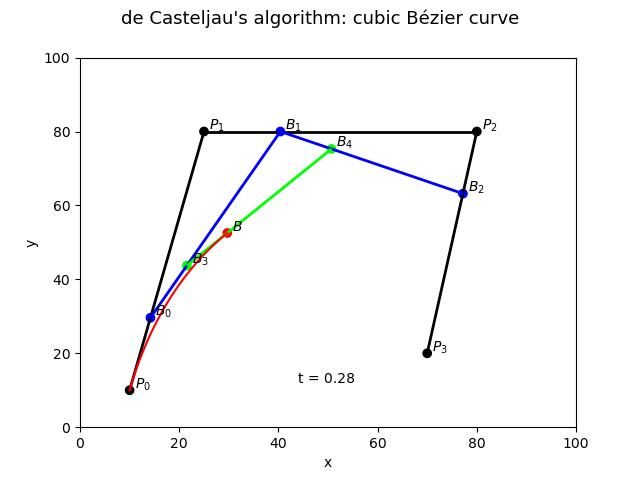 de Casteljau's algorithm: cubic Bézier curve
100
80
60
40
20
0
y
P₁
B₁
P₂
B₄
B₂
B
B₃
B₀
P₃
P₀
t = 0.28
0 20 40 60 80 100
x